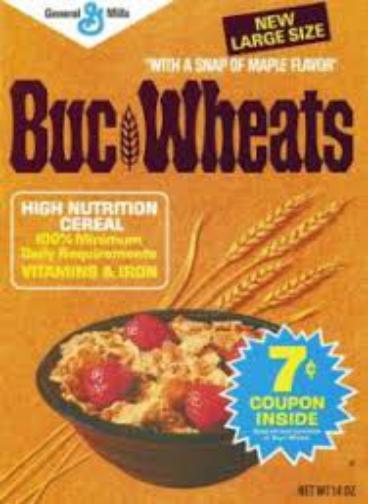 General Mills
NEW
LARGE SIZE
"WITH A SNAP OF MAPLE FLAVOR"
Buc Wheats
HIGH NUTRITION
CEREAL
100% Minimum
Daily Requirements
VITAMINS & IRON
7¢
COUPON
INSIDE
NET WT 14 OZ